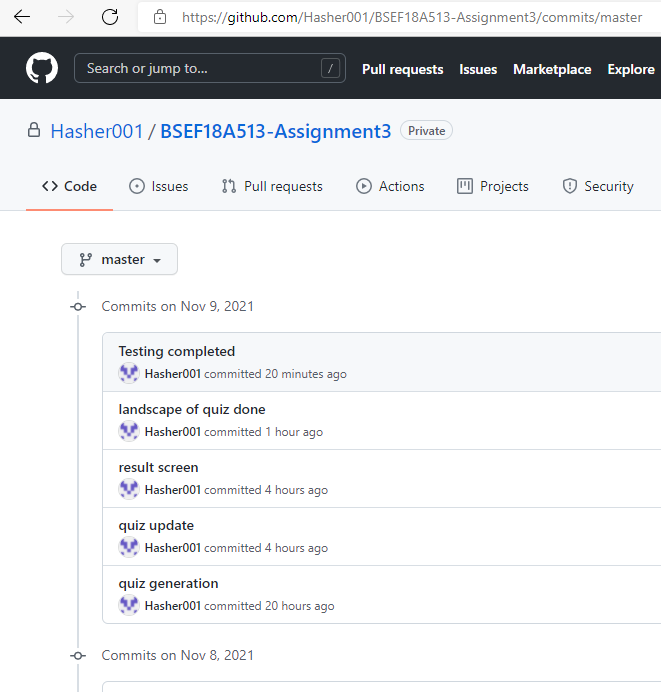 https://github.com/Hasher001/BSEF18A513-Assignment3/commits/master
Search or jump to... /
Pull requests Issues Marketplace Explore
Hasher001 / BSEF18A513-Assignment3 Private
<> Code Issues Pull requests Actions Projects Security
master
Commits on Nov 9, 2021
Testing completed
Hasher001 committed 20 minutes ago
landscape of quiz done
Hasher001 committed 1 hour ago
result screen
Hasher001 committed 4 hours ago
quiz update
Hasher001 committed 4 hours ago
quiz generation
Hasher001 committed 20 hours ago
Commits on Nov 8, 2021